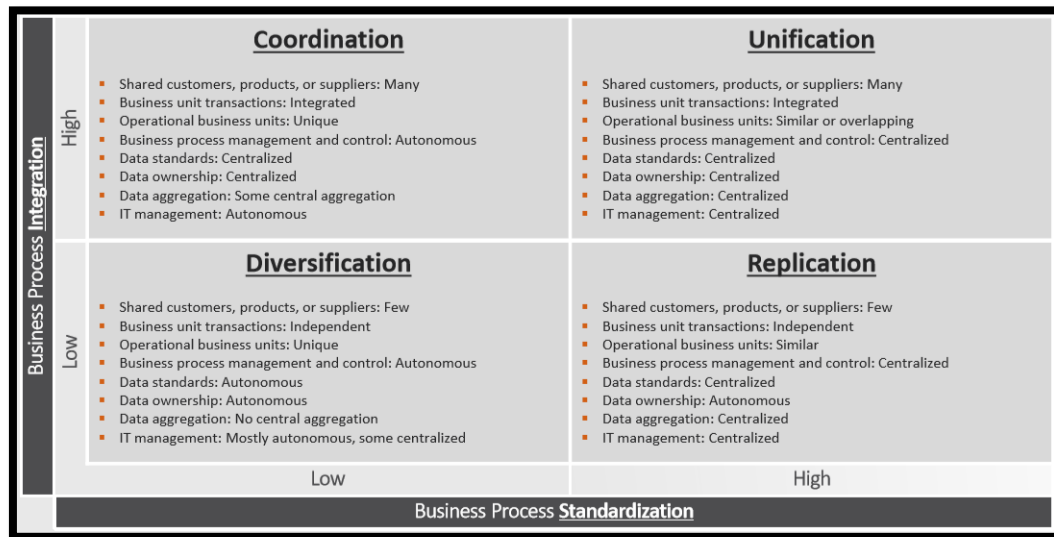 Coordination
Shared customers, products, or suppliers: Many
Business unit transactions: Integrated
Operational business units: Unique
Business process management and control: Autonomous
Data standards: Centralized
Data ownership: Centralized
Data aggregation: Some central aggregation
IT management: Autonomous
Unification
Shared customers, products, or suppliers: Many
Business unit transactions: Integrated
Operational business units: Similar or overlapping
Business process management and control: Centralized
Data standards: Centralized
Data ownership: Centralized
Data aggregation: Centralized
IT management: Centralized
Diversification
Shared customers, products, or suppliers: Few
Business unit transactions: Independent
Operational business units: Unique
Business process management and control: Autonomous
Data standards: Autonomous
Data ownership: Autonomous
Data aggregation: No central aggregation
IT management: Mostly autonomous, some centralized
Replication
Shared customers, products, or suppliers: Few
Business unit transactions: Independent
Operational business units: Similar
Business process management and control: Centralized
Data standards: Centralized
Data ownership: Autonomous
Data aggregation: Centralized
IT management: Centralized
Business Process Integration
High
Low
Low
High
Business Process Standardization